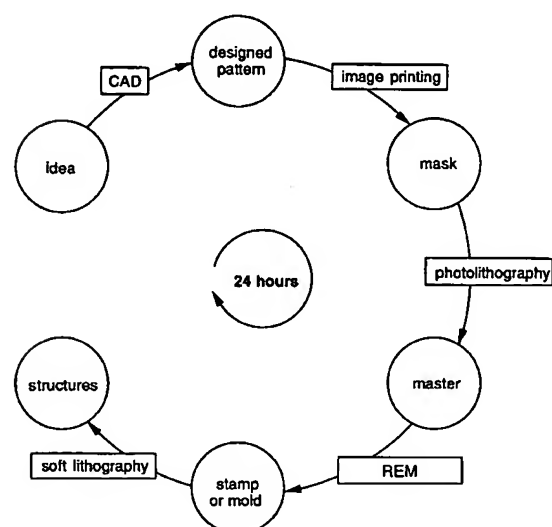 designed
pattern
CAD
image printing
idea
mask
24 hours
photolithography
structures
master
soft lithography
REM
stamp
or mold